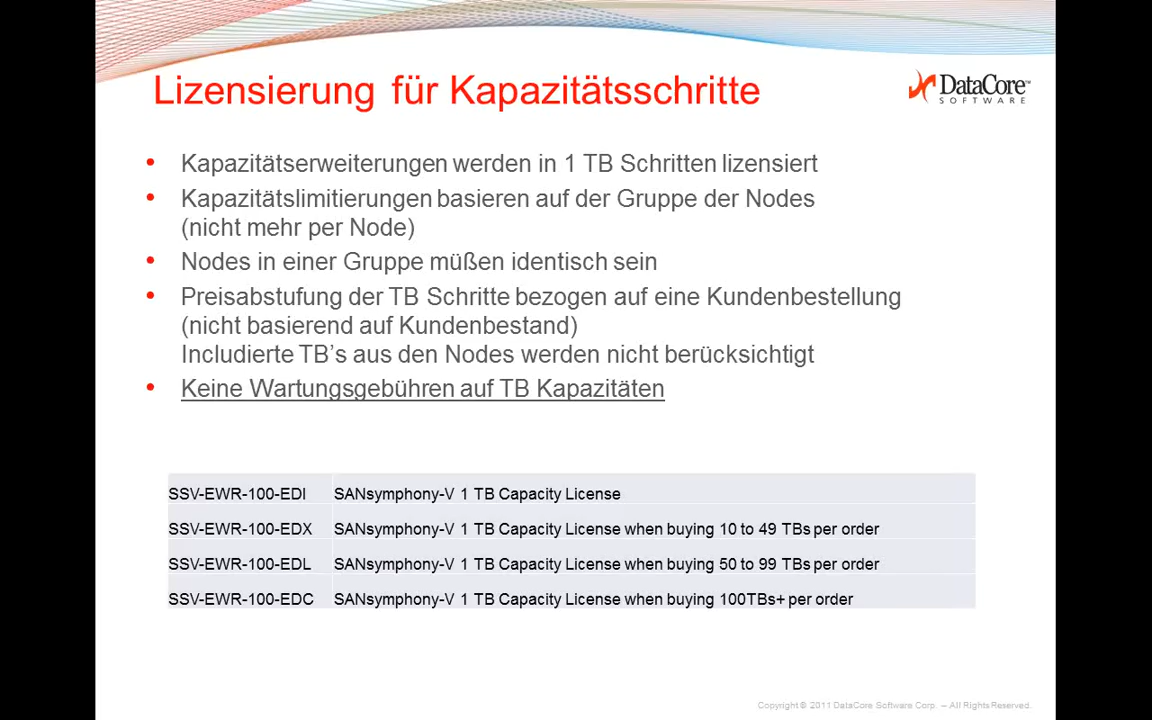 Lizensierung für Kapazitätsschritte
DataCore™
SOFTWARE
• Kapazitätserweiterungen werden in 1 TB Schritten lizensiert
• Kapazitätslimitierungen basieren auf der Gruppe der Nodes
(nicht mehr per Node)
• Nodes in einer Gruppe müßen identisch sein
• Preisabstufung der TB Schritte bezogen auf eine Kundenbestellung
(nicht basierend auf Kundenbestand)
Includierte TB’s aus den Nodes werden nicht berücksichtigt
• Keine Wartungsgebühren auf TB Kapazitäten
SSV-EWR-100-EDI SANsymphony-V 1 TB Capacity License
SSV-EWR-100-EDX SANsymphony-V 1 TB Capacity License when buying 10 to 49 TBs per order
SSV-EWR-100-EDL SANsymphony-V 1 TB Capacity License when buying 50 to 99 TBs per order
SSV-EWR-100-EDC SANsymphony-V 1 TB Capacity License when buying 100TBs+ per order
Copyright © 2011 DataCore Software Corp. – All Rights Reserved.